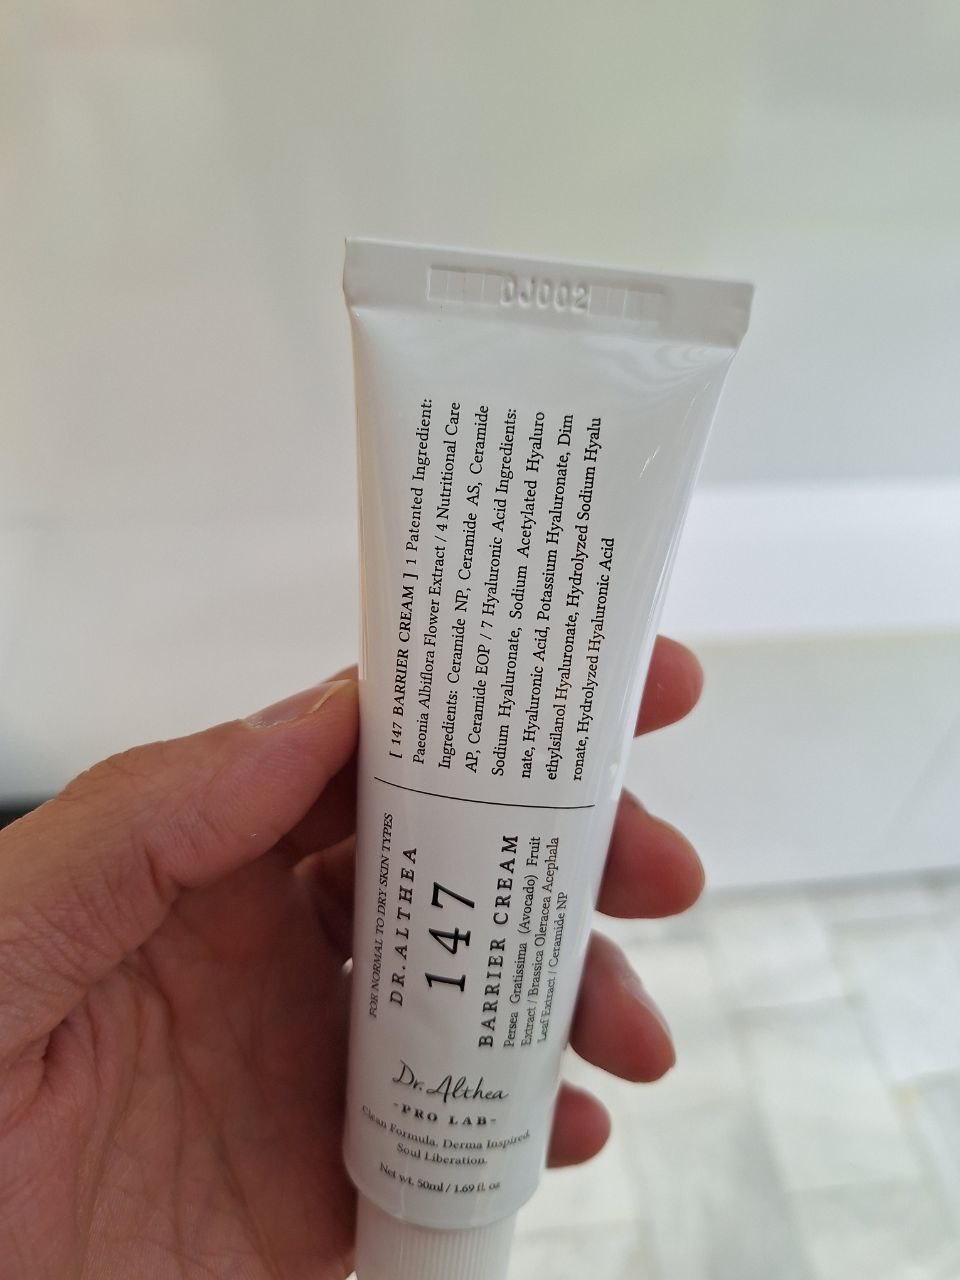 0J002
[ 147 BARRIER CREAM ] 1 Patented Ingredient:
Paeonia Albiflora Flower Extract / 4 Nutritional Care
Ingredients: Ceramide NP, Ceramide AS, Ceramide
AP, Ceramide EOP / 7 Hyaluronic Acid Ingredients:
Sodium Hyaluronate, Sodium Acetylated Hyaluro
nate, Hyaluronic Acid, Potassium Hyaluronate, Dim
ethylsilanol Hyaluronate, Hydrolyzed Sodium Hyalu
ronate, Hydrolyzed Hyaluronic Acid
FOR NORMAL TO DRY SKIN TYPES
DR.ALTHEA
147
BARRIER CREAM
Persea Gratissima (Avocado) Fruit
Extract / Brassica Oleracea Acephala
Leaf Extract / Ceramide NP
Dr. Althea
-PRO LAB-
Clean Formula. Derma Inspired.
Soul Liberation.
Net wt. 50ml / 1.69 fl. oz